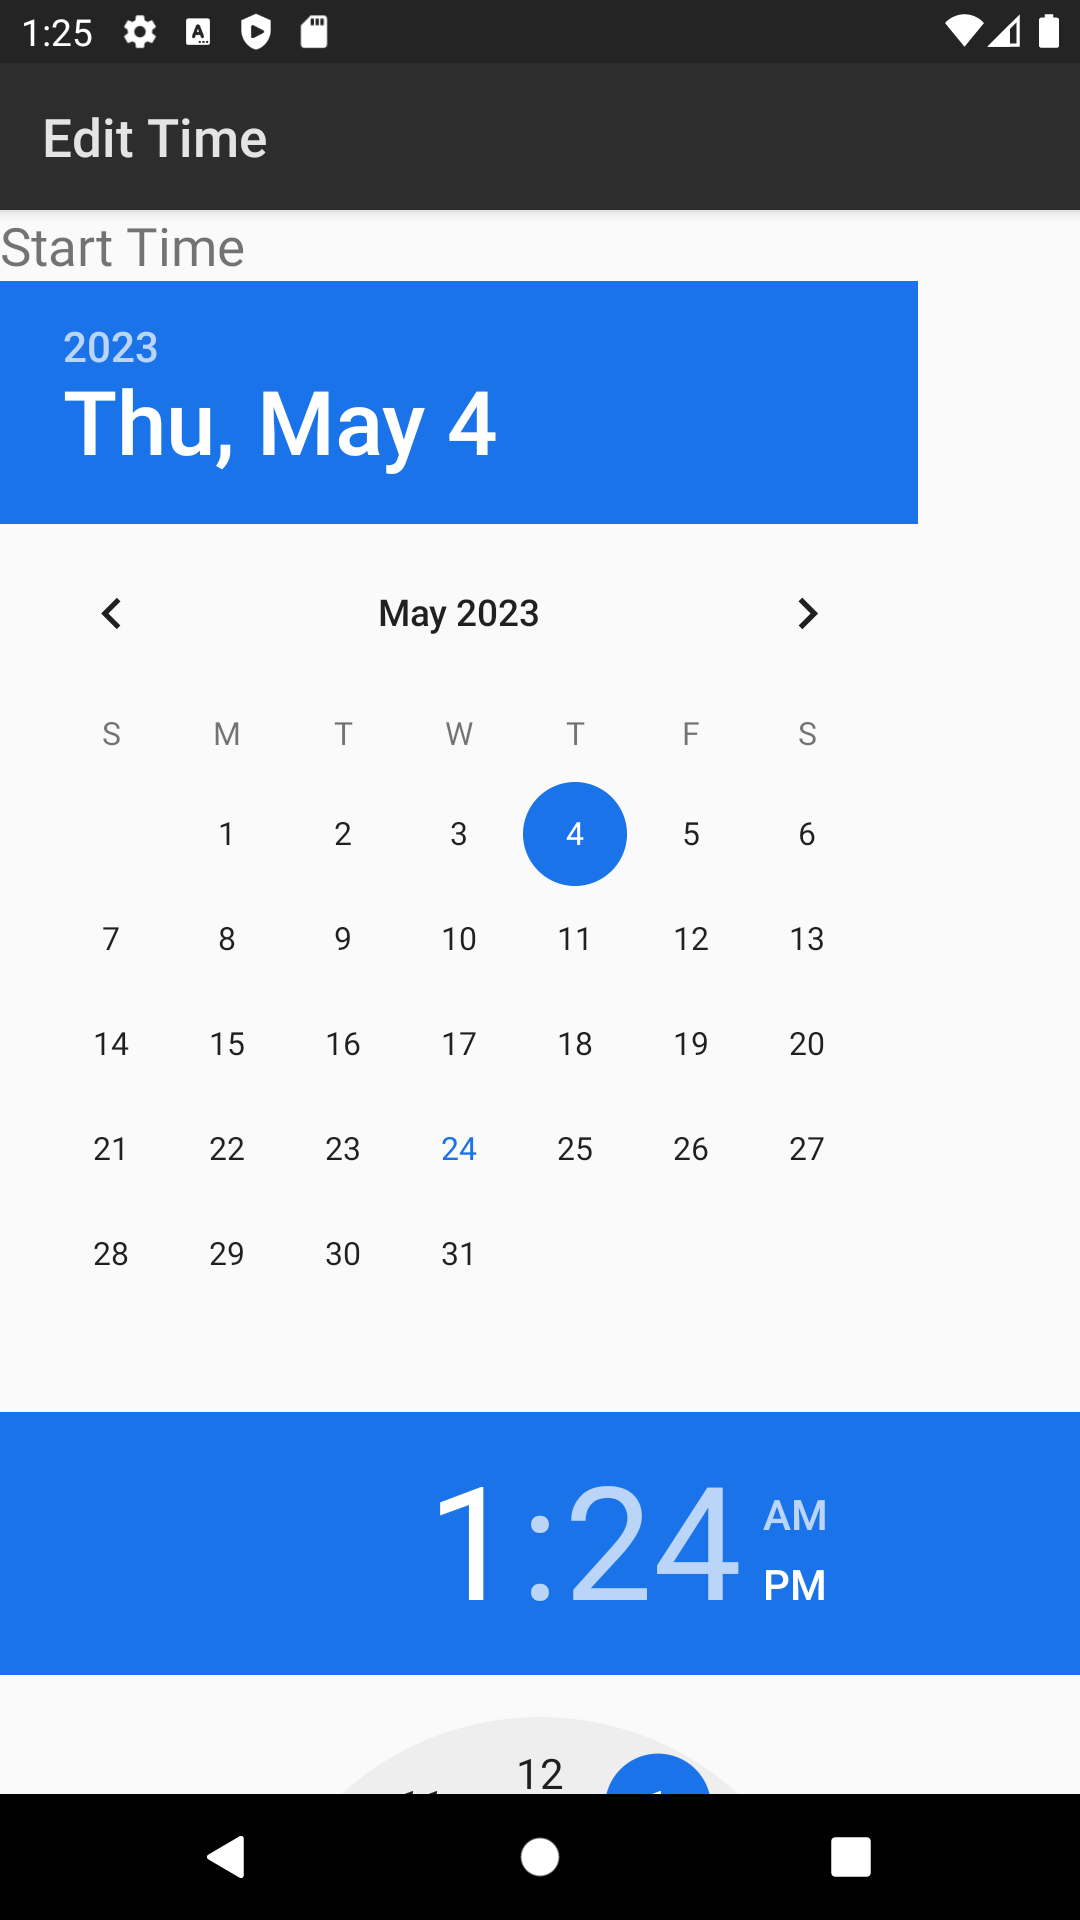 1:25
Edit Time
Start Time
2023
Thu, May 4
May 2023
S M T W T F S
1 2 3 4 5 6
7 8 9 10 11 12 13
14 15 16 17 18 19 20
21 22 23 24 25 26 27
28 29 30 31
1:24 AM
PM
12